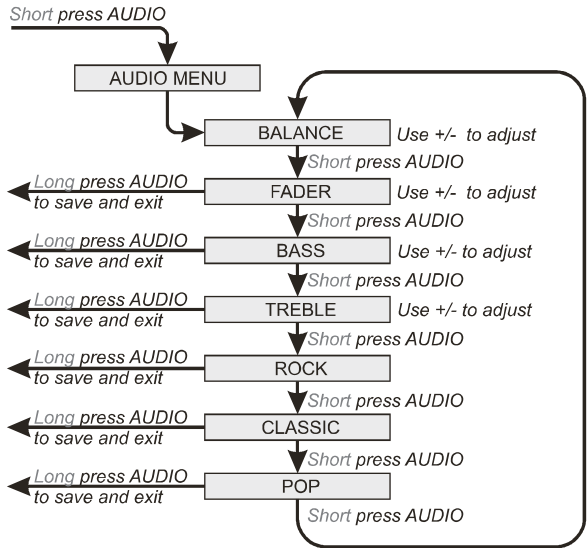 Short press AUDIO
AUDIO MENU
BALANCE
Use +/- to adjust
Short press AUDIO
Long press AUDIO
to save and exit
FADER
Use +/- to adjust
Short press AUDIO
Long press AUDIO
to save and exit
BASS
Use +/- to adjust
Short press AUDIO
Long press AUDIO
to save and exit
TREBLE
Use +/- to adjust
Short press AUDIO
Long press AUDIO
to save and exit
ROCK
Short press AUDIO
Long press AUDIO
to save and exit
CLASSIC
Short press AUDIO
Long press AUDIO
to save and exit
POP
Short press AUDIO